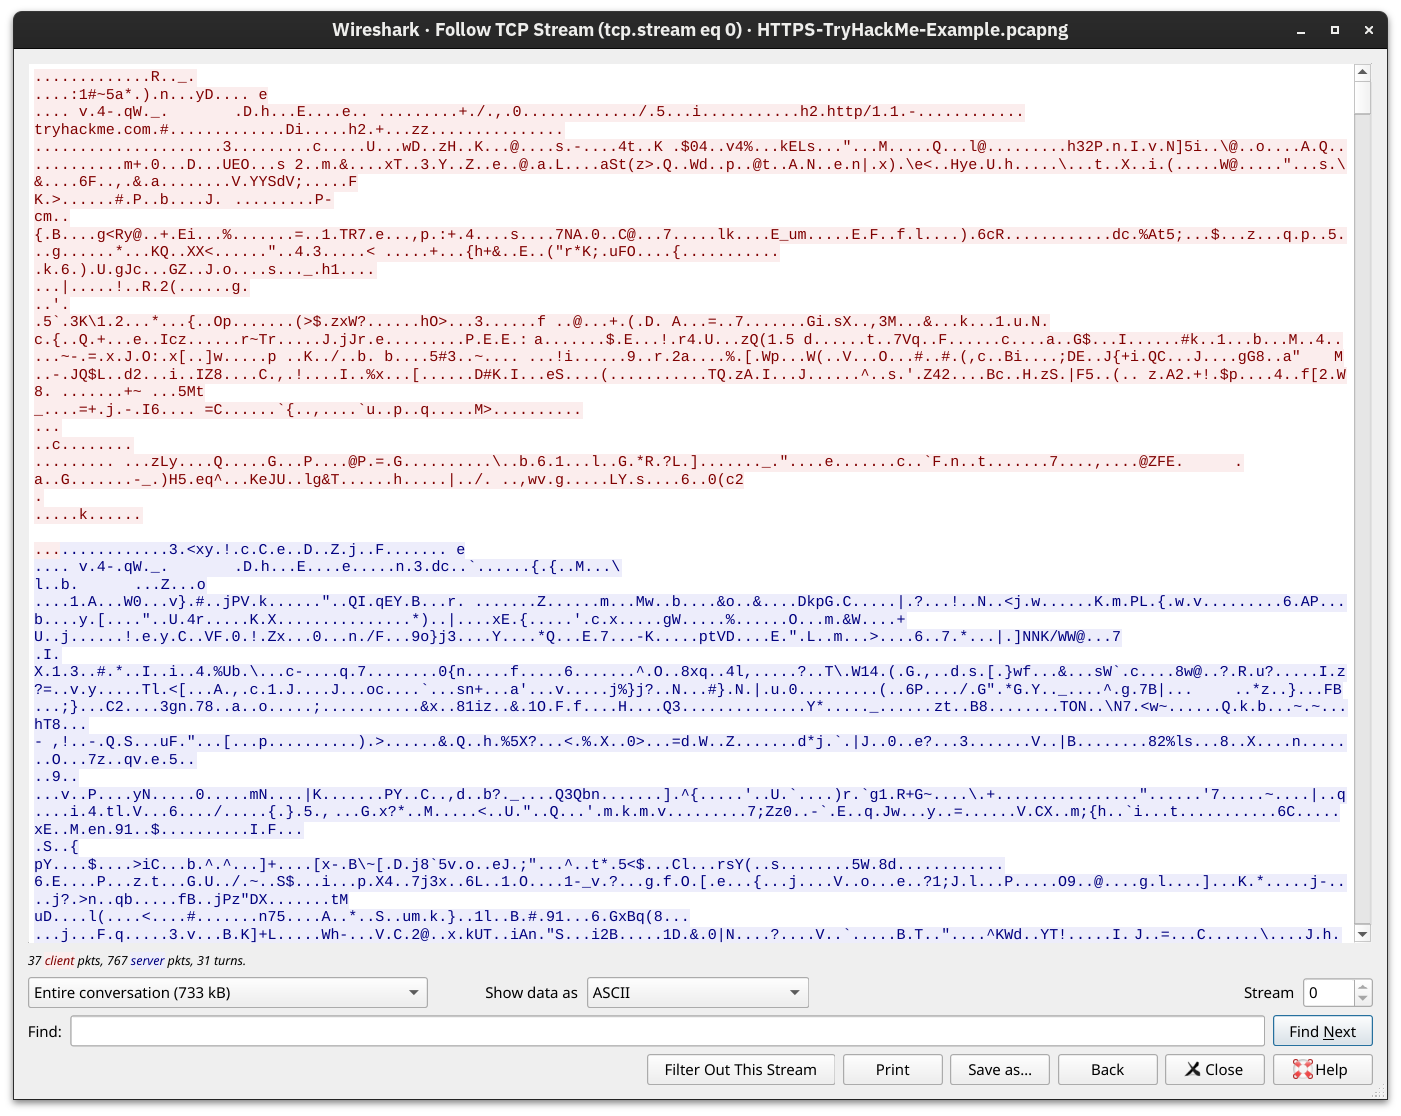 Wireshark · Follow TCP Stream (tcp.stream eq 0) · HTTPS-TryHackMe-Example.pcapng
.............R.._.
....:1#~5a*.).n...yD.... e
.... v.4-.qW._. .D.h...E....e.. .........+./.,.0............./.5...i...........h2.http/1.1.-............
tryhackme.com.#.............Di.....h2.+...zz...............
.....................3.........c.....U...wD..zH..K...@....s.-....4t..K .$04..v4%...kELs..."...M.....Q...l@.........h32P.n.I.v.N]5i..\@..o....A.Q..
..........m+.0...D...UEO...s 2..m.&....xT..3.Y..Z..e..@.a.L....aSt(z>.Q..Wd..p..@t..A.N..e.n|.x).\e<..Hye.U.h.....\...t..X..i.(.....W@....."...s.\
&....6F..,.&.a........V.YYSdV;.....F
K.>......#.P..b....J. .........P-
cm..
{.B....g<Ry@..+.Ei...%.......=..1.TR7.e...,p.:+.4....s....7NA.0..C@...7.....lk....E_um.....E.F..f.l....).6cR............dc.%At5;...$...z...q.p..5.
..g......*...KQ..XX<......"..4.3.....< .....+...{h+&..E..("r*K;.uFO....{...........
.k.6.).U.gJc...GZ..J.o....s..._.h1....
...|.....!..R.2(......g.
..'.
.5`.3K\1.2...*...{..Op.......(>$.zxW?......hO>...3......f ..@...+.(.D. A...=..7.......Gi.sX..,3M...&...k...1.u.N.
c.{..Q.+...e..Icz......r~Tr.....J.jJr.e.........P.E.E.:a.......$.E...!.r4.U...zQ(1.5 d......t..7Vq..F......c....a..G$...I......#k..1...b...M..4..
...~-.=.x.J.O:.x[..]w.....p ..K../..b. b....5#3..~.... ...!i......9..r.2a....%.[.Wp...W(..V...O...#..#.(,c..Bi....;DE..J{+i.QC...J....gG8..a" M
..-.JQ$L..d2...i..IZ8....C.,.!....I..%x...[......D#K.I...eS....(...........TQ.zA.I...J......^..s.'.Z42....Bc..H.zS.|F5..(.. z.A2.+!.$p....4..f[2.W
8. .......+~ ...5Mt
_....=+.j.-.I6.... =C......`{..,....`u..p..q.....M>..........
...
..c........
......... ...zLy....Q.....G...P....@P.=.G..........\..b.6.1...l..G.*R.?L.]......._."....e.......c..`F.n..t.......7....,....@ZFE. .
a..G.......-_.)H5.eq^...KeJU..lg&T......h.....|../. ..,wv.g.....LY.s....6..0(c2
.
.....k......
...............3.<xy.!.c.C.e..D..Z.j..F....... e
.... v.4-.qW._. .D.h...E....e.....n.3.dc..`......{.{..M...\
l..b. ...Z...o
....1.A...W0...v}.#..jPV.k......"..QI.qEY.B...r. .......Z......m...Mw..b....&o..&....DkpG.C.....|.?...!..N..<j.w......K.m.PL.{.w.v.........6.AP...
b....y.[...."..U.4r.....K.X...............*)..|....xE.{.....'.c.x.....gW.....%......O...m.&W....+
U..j......!.e.y.C..VF.0.!.Zx...0...n./F...9o}j3....Y....*Q...E.7...-K.....ptVD....E.".L..m...>....6..7.*...|.]NNK/WW@...7
.I.
X.1.3..#.*..I..i..4.%Ub.\...c-....q.7........0{n.....f.....6.......^.O..8xq..4l,.....?..T\.W14.(.G.,..d.s.[.}wf...&...sW`.c....8w@..?.R.u?.....I.z
?=..v.y.....Tl.<[...A.,.c.1.J....J...oc....`...sn+...a'...v.....j%}j?..N...#}.N.|.u.0.........(..6P..../.G".*G.Y.._....^.g.7B|... ..*z..}...FB
...;}...C2....3gn.78..a..o.....;...........&x..81iz..&.1O.F.f....H....Q3..............Y*....._......zt..B8........TON..\N7.<w~......Q.k.b...~.~...
hT8...
- ,!..-.Q.S...uF."...[...p..........).>......&.Q..h.%5X?...<.%.X..0>...=d.W..Z.......d*j.`.|J..0..e?...3.......V..|B........82%ls...8..X....n.....
..O...7z..qv.e.5..
..9..
...v..P....yN.....0.....mN....|K.......PY..C..,d..b?._....Q3Qbn.......].^{.....'..U.`....)r.`g1.R+G~....\.+................"......'7.....~....|..q
....i.4.tl.V...6..../.....{.}.5.,...G.x?*..M.....<..U."..Q...'.m.k.m.v.........7;Zz0..-`.E..q.Jw...y..=......V.CX..m;{h..`i...t...........6C.....
xE..M.en.91..$..........I.F...
.S..{
pY....$....>iC...b.^.^...]+....[x-.B\~[.D.j8`5v.o..eJ.;"...^..t*.5<$...Cl...rsY(..s........5W.8d............
6.E....P...z.t...G.U../.~..S$...i...p.X4..7j3x..6L..1.O....1-_v.?...g.f.O.[.e...{...j....V..o...e..?1;J.l...P.....O9..@....g.l....]...K.*.....j-..
..j?.>n..qb.....fB..jPz"DX.......tM
uD....l(....<....#.......n75....A..*..S..um.k.}..1l..B.#.91...6.GxBq(8...
...j...F.q.....3.v...B.K]+L.....Wh-...V.C.2@..x.kUT..iAn."S...i2B.....1D.&.0|N....?....V..`.....B.T.."....^KWd..YT!.....I.J..=...C......\....J.h.
37 client pkts, 767 server pkts, 31 turns.
Entire conversation (733 kB)
Show data as
ASCII
Stream
0
Find:
Find Next
Filter Out This Stream
Print
Save as...
Back
Close
Help